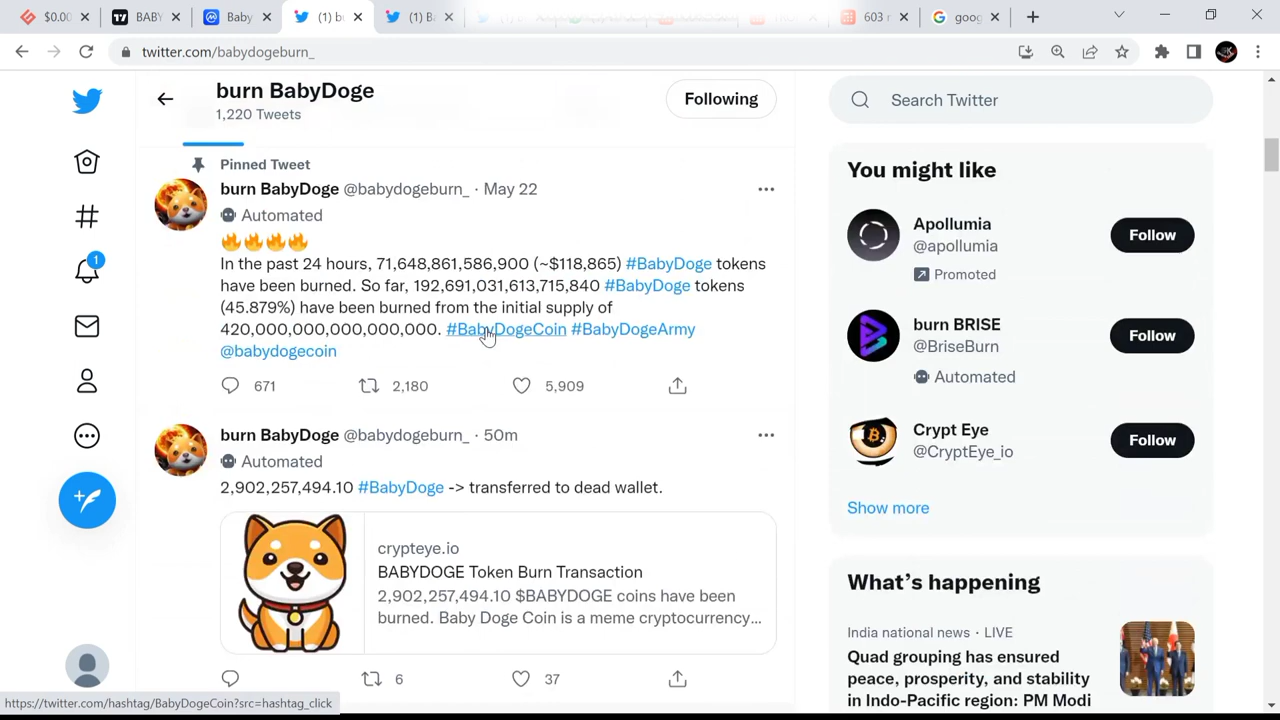 $0.00
BABY
Baby
(1) bu
(1) Ba
603 r
goog
twitter.com/babydogeburn_
burn BabyDoge
1,220 Tweets
Following
Search Twitter
Pinned Tweet
burn BabyDoge @babydogeburn_ · May 22
Automated
🔥🔥🔥🔥
In the past 24 hours, 71,648,861,586,900 (~$118,865) #BabyDoge tokens
have been burned. So far, 192,691,031,613,715,840 #BabyDoge tokens
(45.879%) have been burned from the initial supply of
420,000,000,000,000,000. #BabyDogeCoin #BabyDogeArmy
@babydogecoin
671 2,180 5,909
burn BabyDoge @babydogeburn_ · 50m
Automated
2,902,257,494.10 #BabyDoge -> transferred to dead wallet.
crypteye.io
BABYDOGE Token Burn Transaction
2,902,257,494.10 $BABYDOGE coins have been
burned. Baby Doge Coin is a meme cryptocurrency...
6 37
1
You might like
Apollumia
@apollumia
Promoted
Follow
burn BRISE
@BriseBurn
Automated
Follow
Crypt Eye
@CryptEye_io
Follow
Show more
What's happening
India national news · LIVE
Quad grouping has ensured
peace, prosperity, and stability
in Indo-Pacific region: PM Modi
https://twitter.com/hashtag/BabyDogeCoin?src=hashtag_click